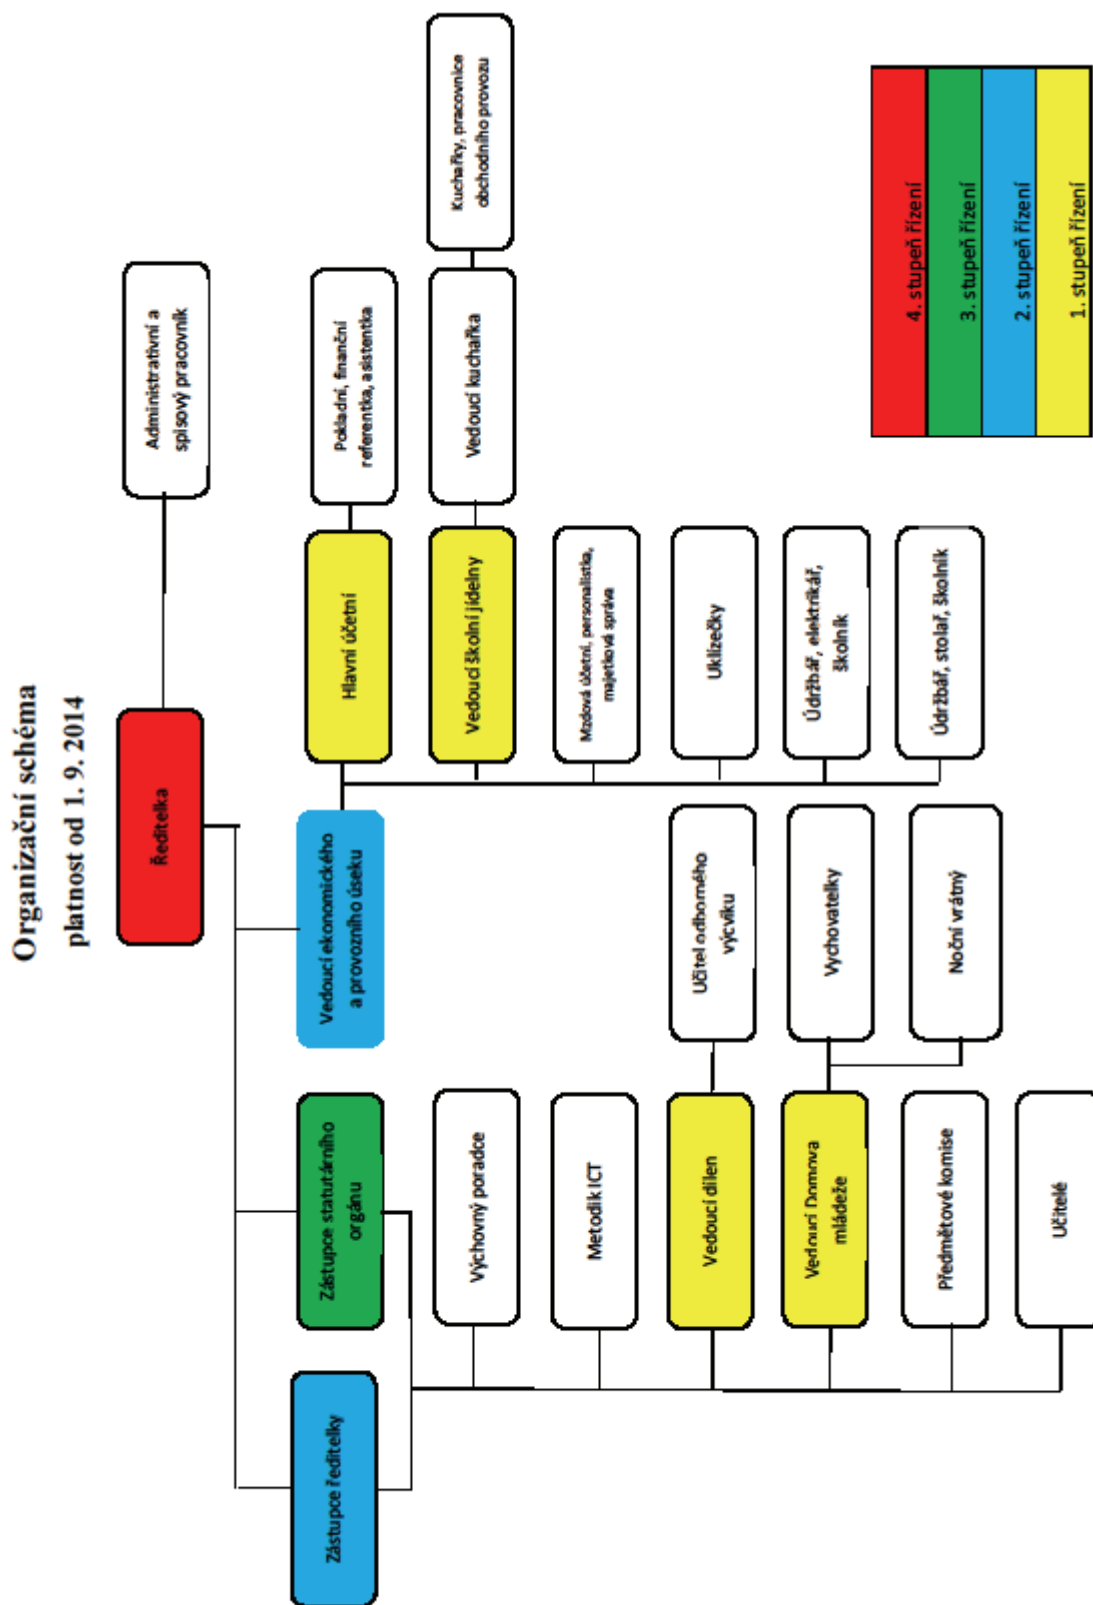 Organizační schéma
platnost od 1. 9. 2014
Ředitelka
Administrativní a
spisový pracovník
Zástupce ředitelky
Zástupce statutárního
orgánu
Vedoucí ekonomického
a provozního úseku
Hlavní účetní
Pokladní, finanční
referentka, asistentka
Výchovný poradce
Vedoucí školní jídelny
Vedoucí kuchařka
Kuchařky, pracovnice
obchodního provozu
Metodik ICT
Mzdová účetní, personalistka,
majetková správa
Vedoucí dílen
Učitel odborného
výcviku
Uklízečky
Vedoucí Domova
mládeže
Vychovatelky
Údržbář, elektrikář,
školník
Předmětové komise
Noční vrátný
Údržbář, stolař, školník
Učitelé
4. stupeň řízení
3. stupeň řízení
2. stupeň řízení
1. stupeň řízení